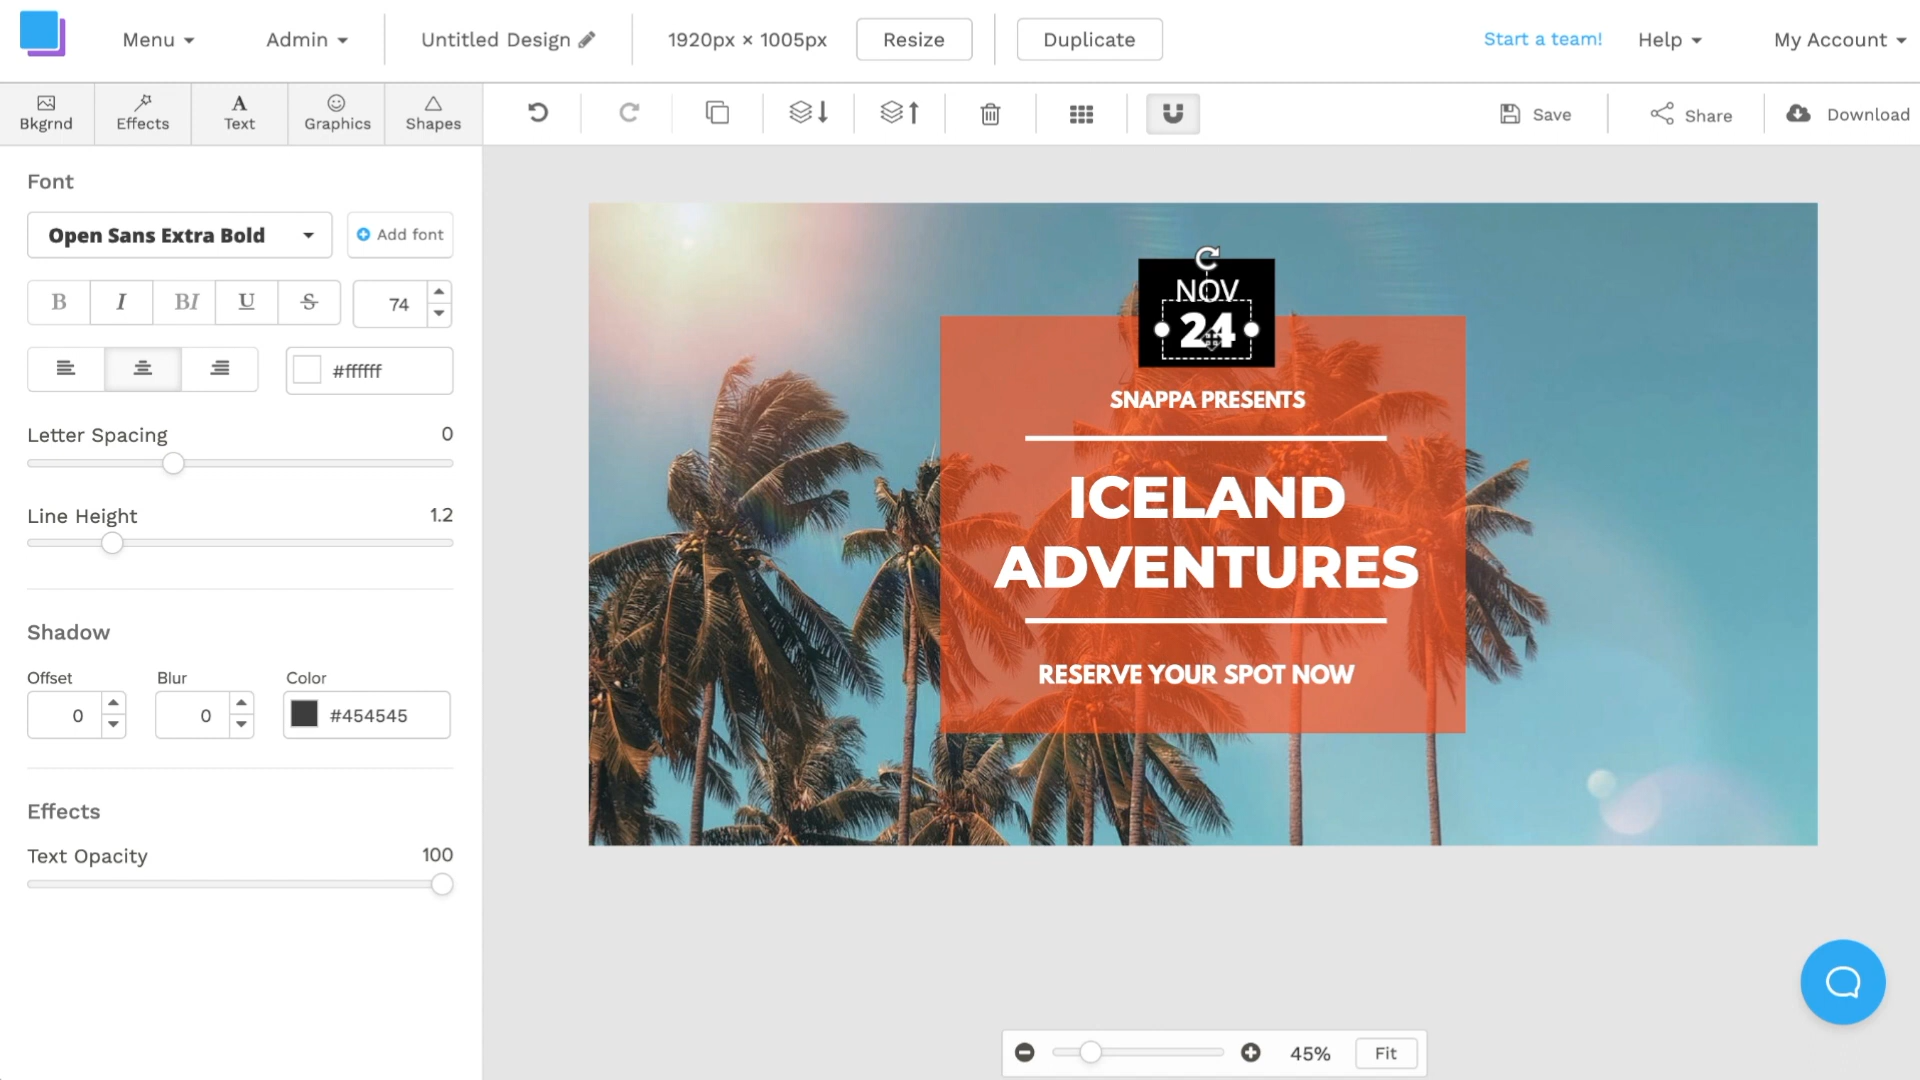 Menu
Admin
Untitled Design
1920px × 1005px
Resize
Duplicate
Start a team!
Help
My Account
Bkgrnd
Effects
A
Text
Graphics
Shapes
Save
Share
Download
Font
Open Sans Extra Bold
Add font
B
I
BI
U
S
74
#ffffff
Letter Spacing
0
Line Height
1.2
Shadow
Offset
Blur
Color
0
0
#454545
Effects
Text Opacity
100
NOV
24
SNAPPA PRESENTS
ICELAND
ADVENTURES
RESERVE YOUR SPOT NOW
45%
Fit